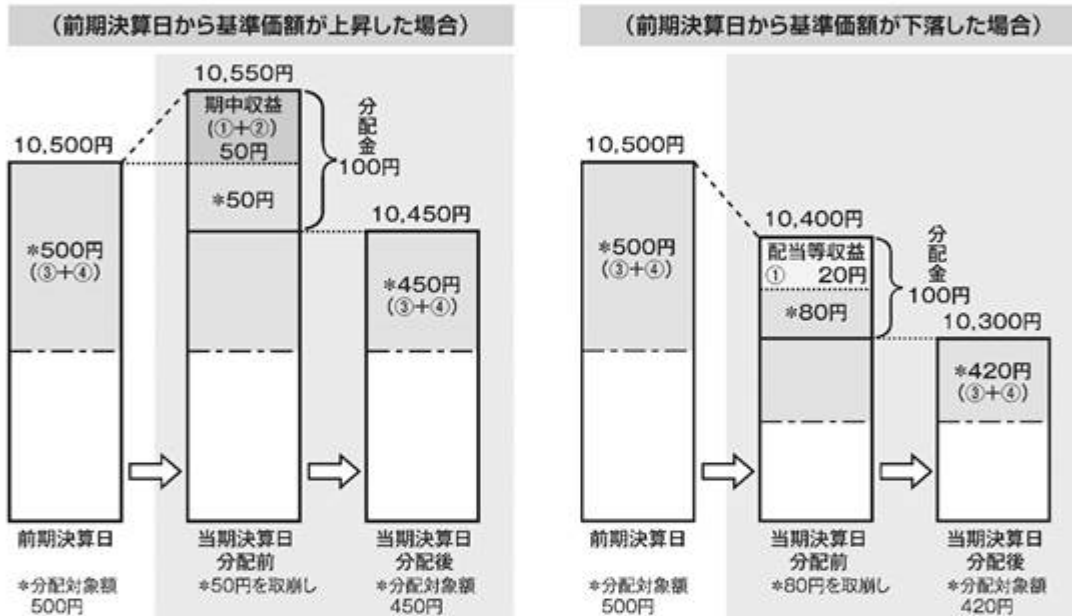 （前期決算日から基準価額が上昇した場合）
10,550円
期中収益
（①＋②）
50円
分配金
100円
10,500円
＊50円
10,450円
＊500円
（③＋④）
＊450円
（③＋④）
前期決算日
当期決算日
分配前
当期決算日
分配後
＊分配対象額
500円
＊50円を取崩し
＊分配対象額
450円
（前期決算日から基準価額が下落した場合）
10,500円
10,400円
＊500円
（③＋④）
配当等収益
① 20円
分配金
100円
＊80円
10,300円
＊420円
（③＋④）
前期決算日
当期決算日
分配前
当期決算日
分配後
＊分配対象額
500円
＊80円を取崩し
＊分配対象額
420円